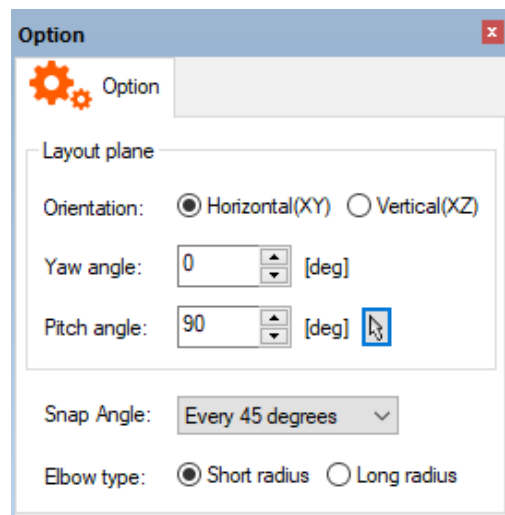 Option
Option
Layout plane
Orientation: Horizontal(XY) Vertical(XZ)
Yaw angle: 0 [deg]
Pitch angle: 90 [deg]
Snap Angle: Every 45 degrees
Elbow type: Short radius Long radius